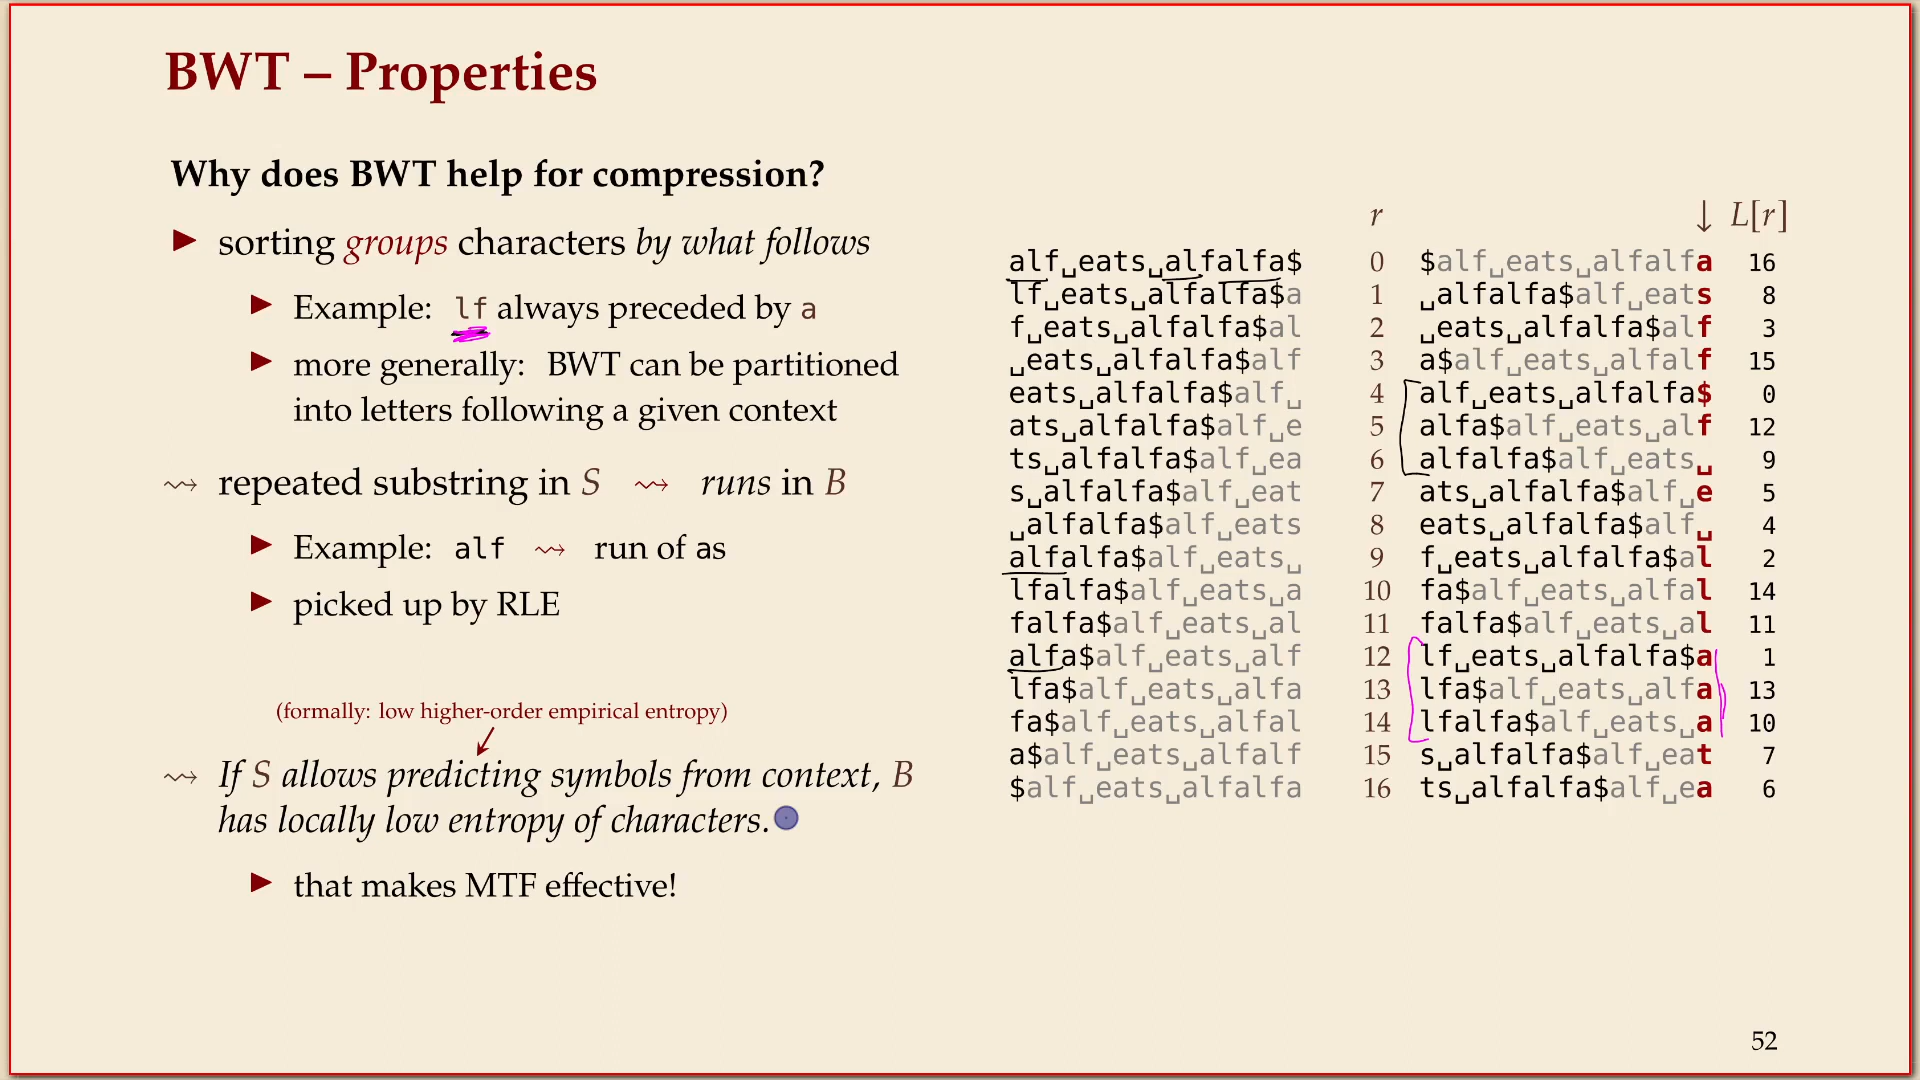 BWT – Properties
Why does BWT help for compression?
▶ sorting groups characters by what follows
▶ Example: lf always preceded by a
▶ more generally: BWT can be partitioned
into letters following a given context
⇝ repeated substring in S ⇝ runs in B
▶ Example: alf ⇝ run of as
▶ picked up by RLE
(formally: low higher-order empirical entropy)
⇝ If S allows predicting symbols from context, B
has locally low entropy of characters.
▶ that makes MTF effective!
r ↓ L[r]
alf␣eats␣alfalfa$ 0 $alf␣eats␣alfalfa 16
lf␣eats␣alfalfa$a 1 ␣alfalfa$alf␣eats 8
f␣eats␣alfalfa$al 2 ␣eats␣alfalfa$alf 3
␣eats␣alfalfa$alf 3 a$alf␣eats␣alfalf 15
eats␣alfalfa$alf␣ 4 alf␣eats␣alfalfa$ 0
ats␣alfalfa$alf␣e 5 alfa$alf␣eats␣alf 12
ts␣alfalfa$alf␣ea 6 alfalfa$alf␣eats␣ 9
s␣alfalfa$alf␣eat 7 ats␣alfalfa$alf␣e 5
␣alfalfa$alf␣eats 8 eats␣alfalfa$alf␣ 4
alfalfa$alf␣eats␣ 9 f␣eats␣alfalfa$al 2
lfalfa$alf␣eats␣a 10 fa$alf␣eats␣alfal 14
falfa$alf␣eats␣al 11 falfa$alf␣eats␣al 11
alfa$alf␣eats␣alf 12 lf␣eats␣alfalfa$a 1
lfa$alf␣eats␣alfa 13 lfa$alf␣eats␣alfa 13
fa$alf␣eats␣alfal 14 lfalfa$alf␣eats␣a 10
a$alf␣eats␣alfalf 15 s␣alfalfa$alf␣eat 7
$alf␣eats␣alfalfa 16 ts␣alfalfa$alf␣ea 6
52